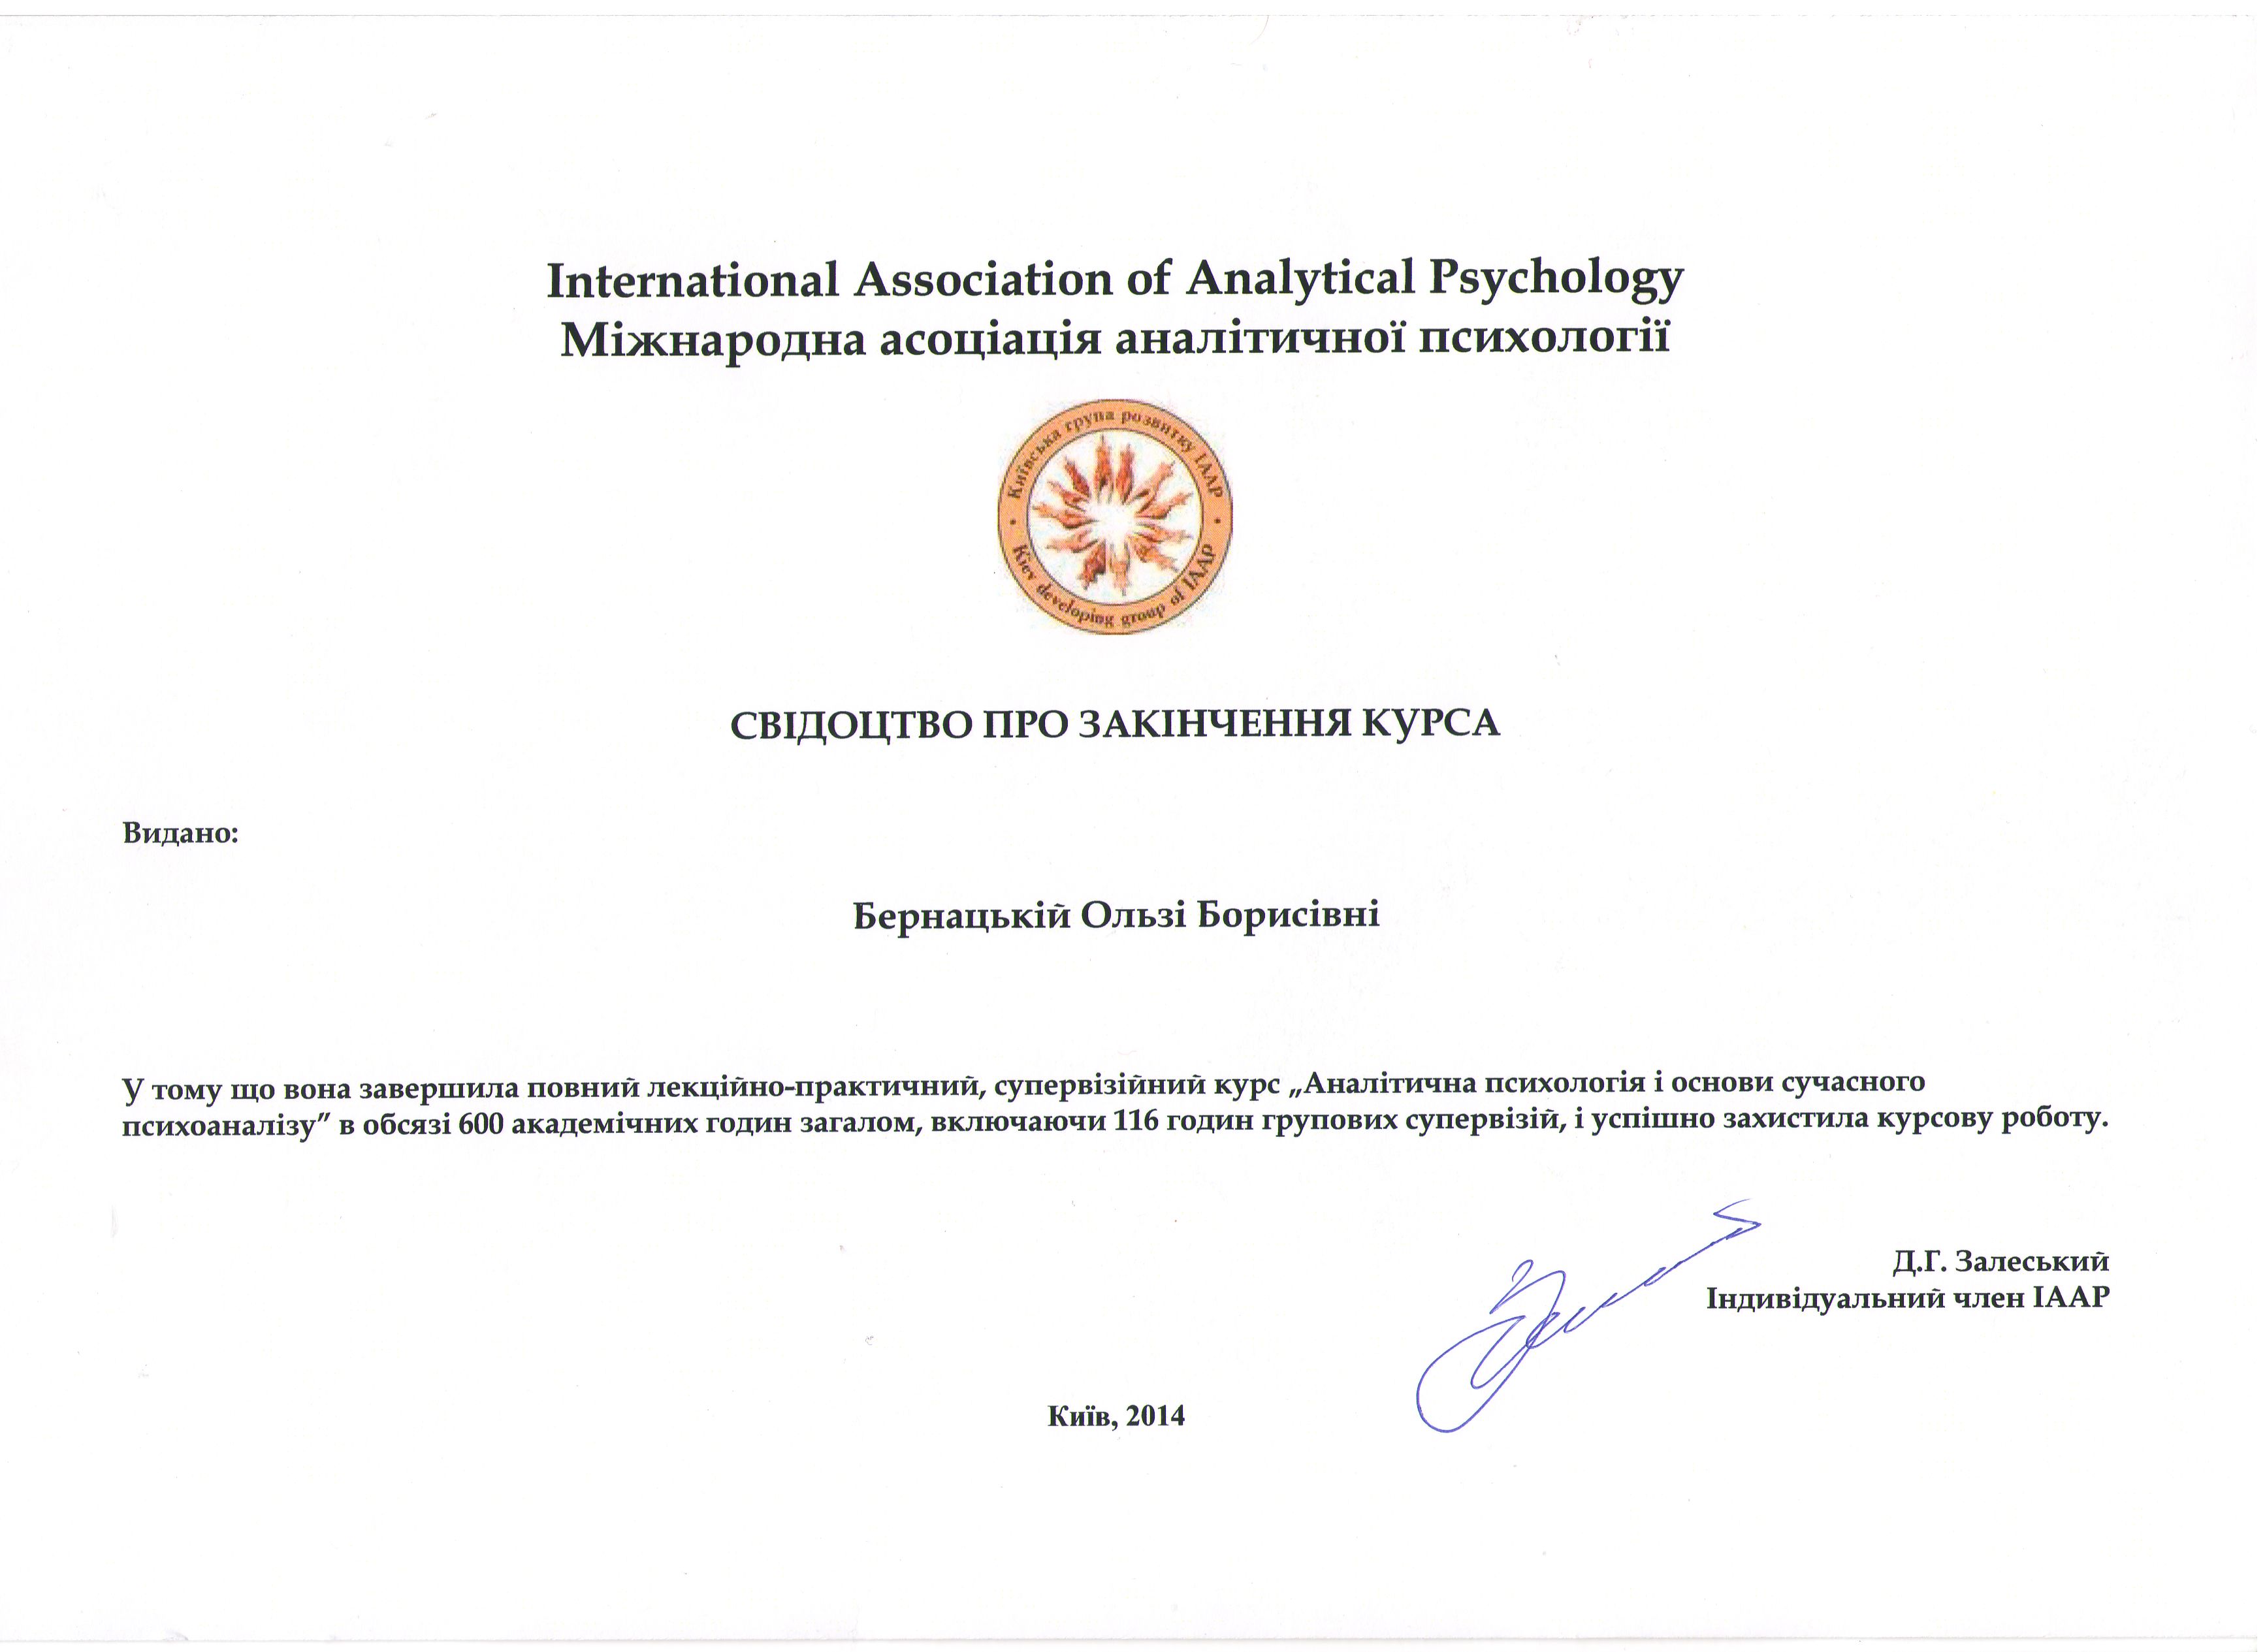 International Association of Analytical Psychology
Міжнародна асоціація аналітичної психології
Київська група розвитку ІААР
Kiev developing group of IAAP
СВІДОЦТВО ПРО ЗАКІНЧЕННЯ КУРСА
Видано:
Бернацькій Ользі Борисівні
У тому що вона завершила повний лекційно-практичний, супервізійний курс „Аналітична психологія і основи сучасного
психоаналізу” в обсязі 600 академічних годин загалом, включаючи 116 годин групових супервізій, і успішно захистила курсову роботу.
Д.Г. Залеський
Індивідуальний член ІААР
Київ, 2014